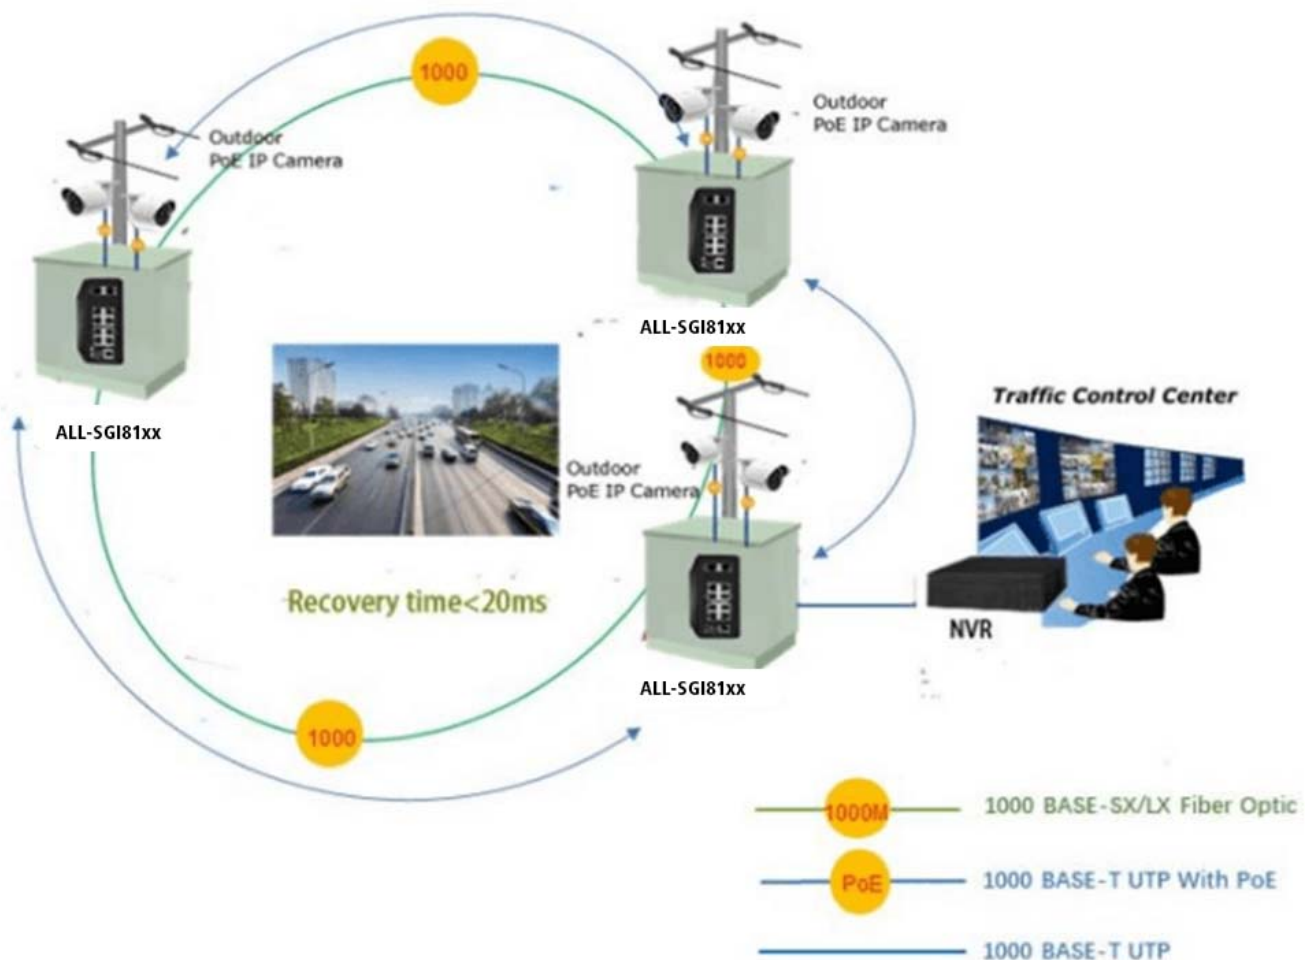 1000
Outdoor
PoE IP Camera
Outdoor
PoE IP Camera
ALL-SGI81xx
1000
ALL-SGI81xx
Traffic Control Center
Outdoor
PoE IP Camera
Recovery time<20ms
NVR
ALL-SGI81xx
1000
1000M
1000 BASE-SX/LX Fiber Optic
PoE
1000 BASE-T UTP With PoE
1000 BASE-T UTP